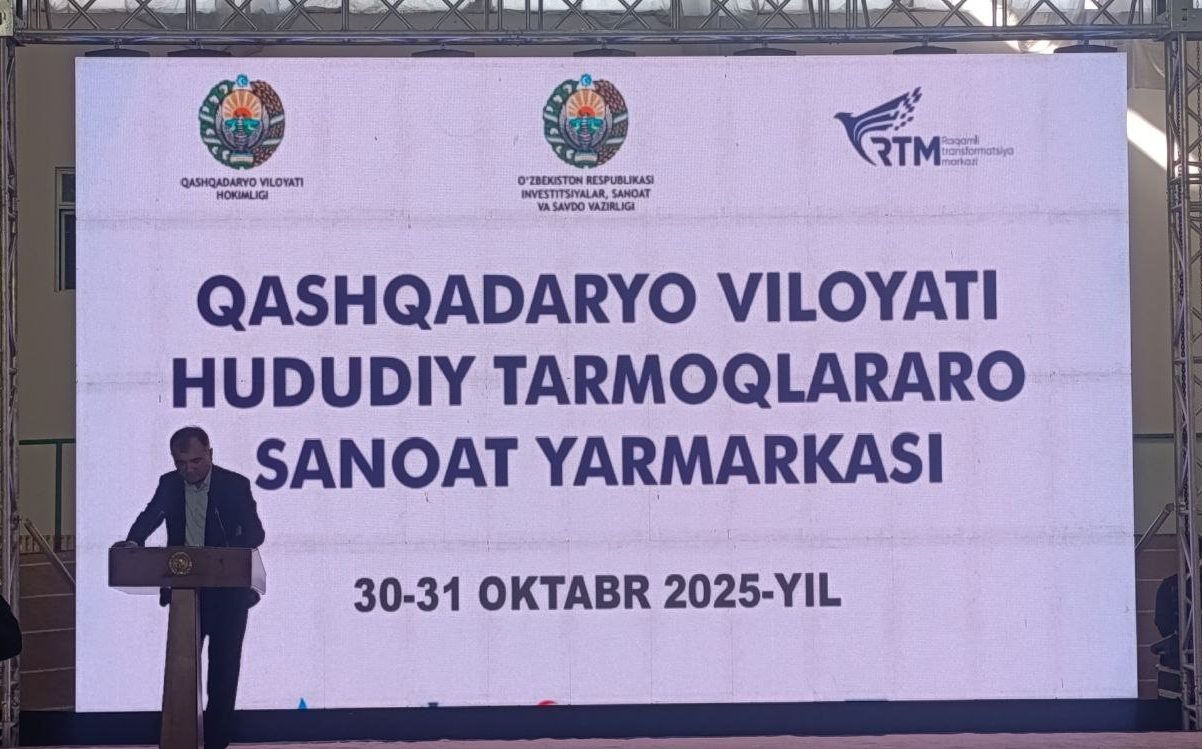 QASHQADARYO VILOYATI
HOKIMLIGI
O'ZBEKISTON RESPUBLIKASI
INVESTITSIYALAR, SANOAT
VA SAVDO VAZIRLIGI
RTM
Raqamli
transformatsiya
markazi
QASHQADARYO VILOYATI
HUDUDIY TARMOQLARARO
SANOAT YARMARKASI
30-31 OKTABR 2025-YIL